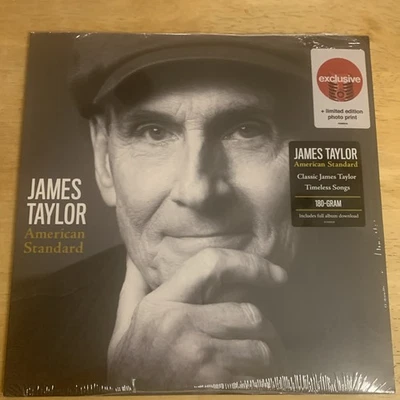 exclusive
+ limited edition
photo print
JAMES TAYLOR
American Standard
Classic James Taylor
Timeless Songs
180-GRAM
Includes full album download
JAMES
TAYLOR
American
Standard